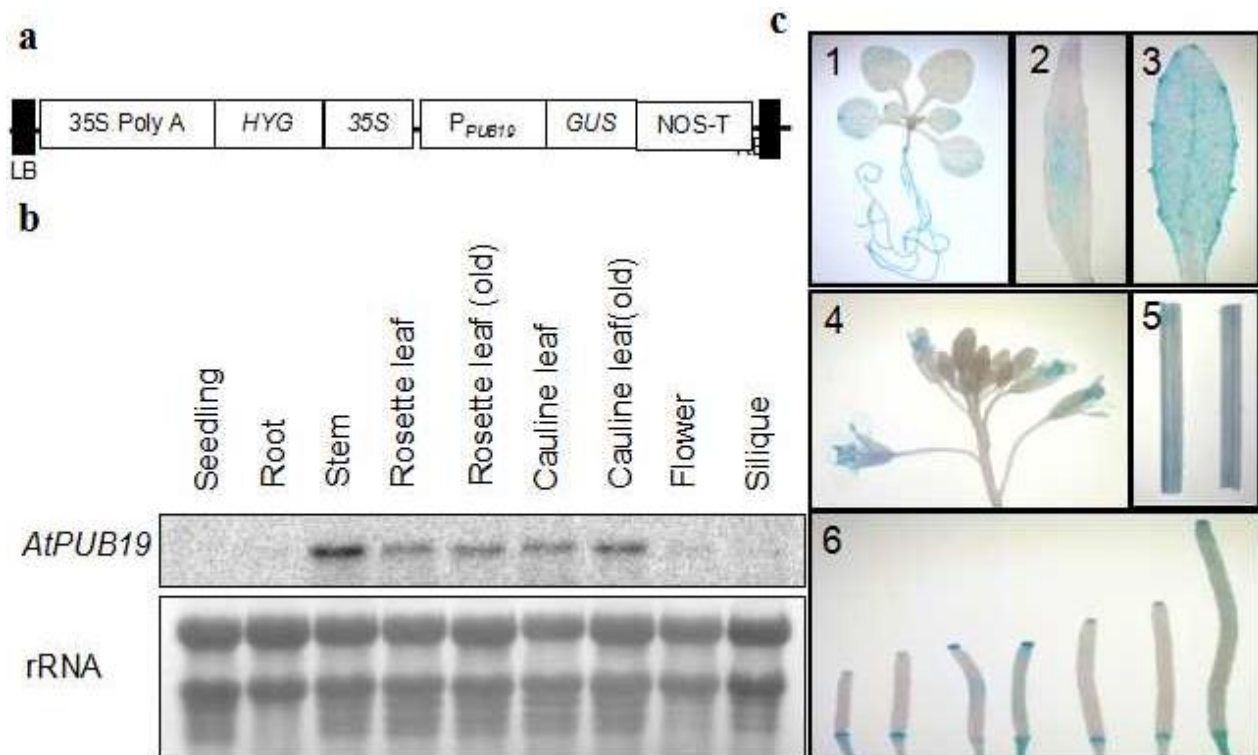 a
35S Poly A HYG 35S P_PUB19 GUS NOS-T
LB
b
Seedling
Root
Stem
Rosette leaf
Rosette leaf (old)
Cauline leaf
Cauline leaf(old)
Flower
Silique
AtPUB19
rRNA
c
1
2
3
4
5
6